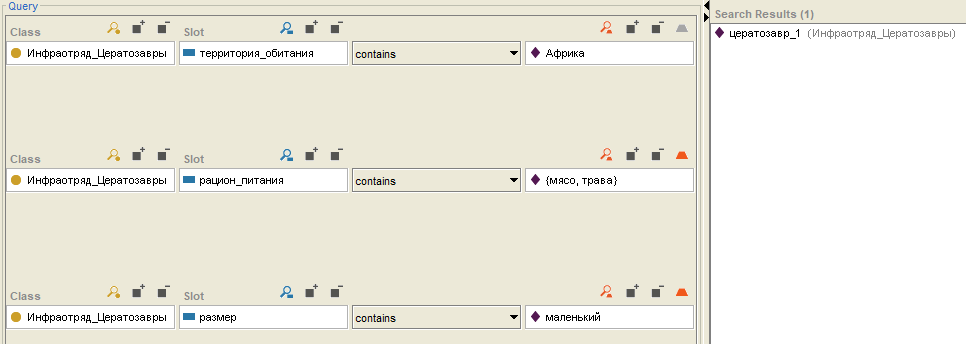 Query
Search Results (1)
Class Slot
Инфраотряд_Цератозавры территория_обитания contains Африка
цератозавр_1 (Инфраотряд_Цератозавры)
Class Slot
Инфраотряд_Цератозавры рацион_питания contains {мясо, трава}
Class Slot
Инфраотряд_Цератозавры размер contains маленький